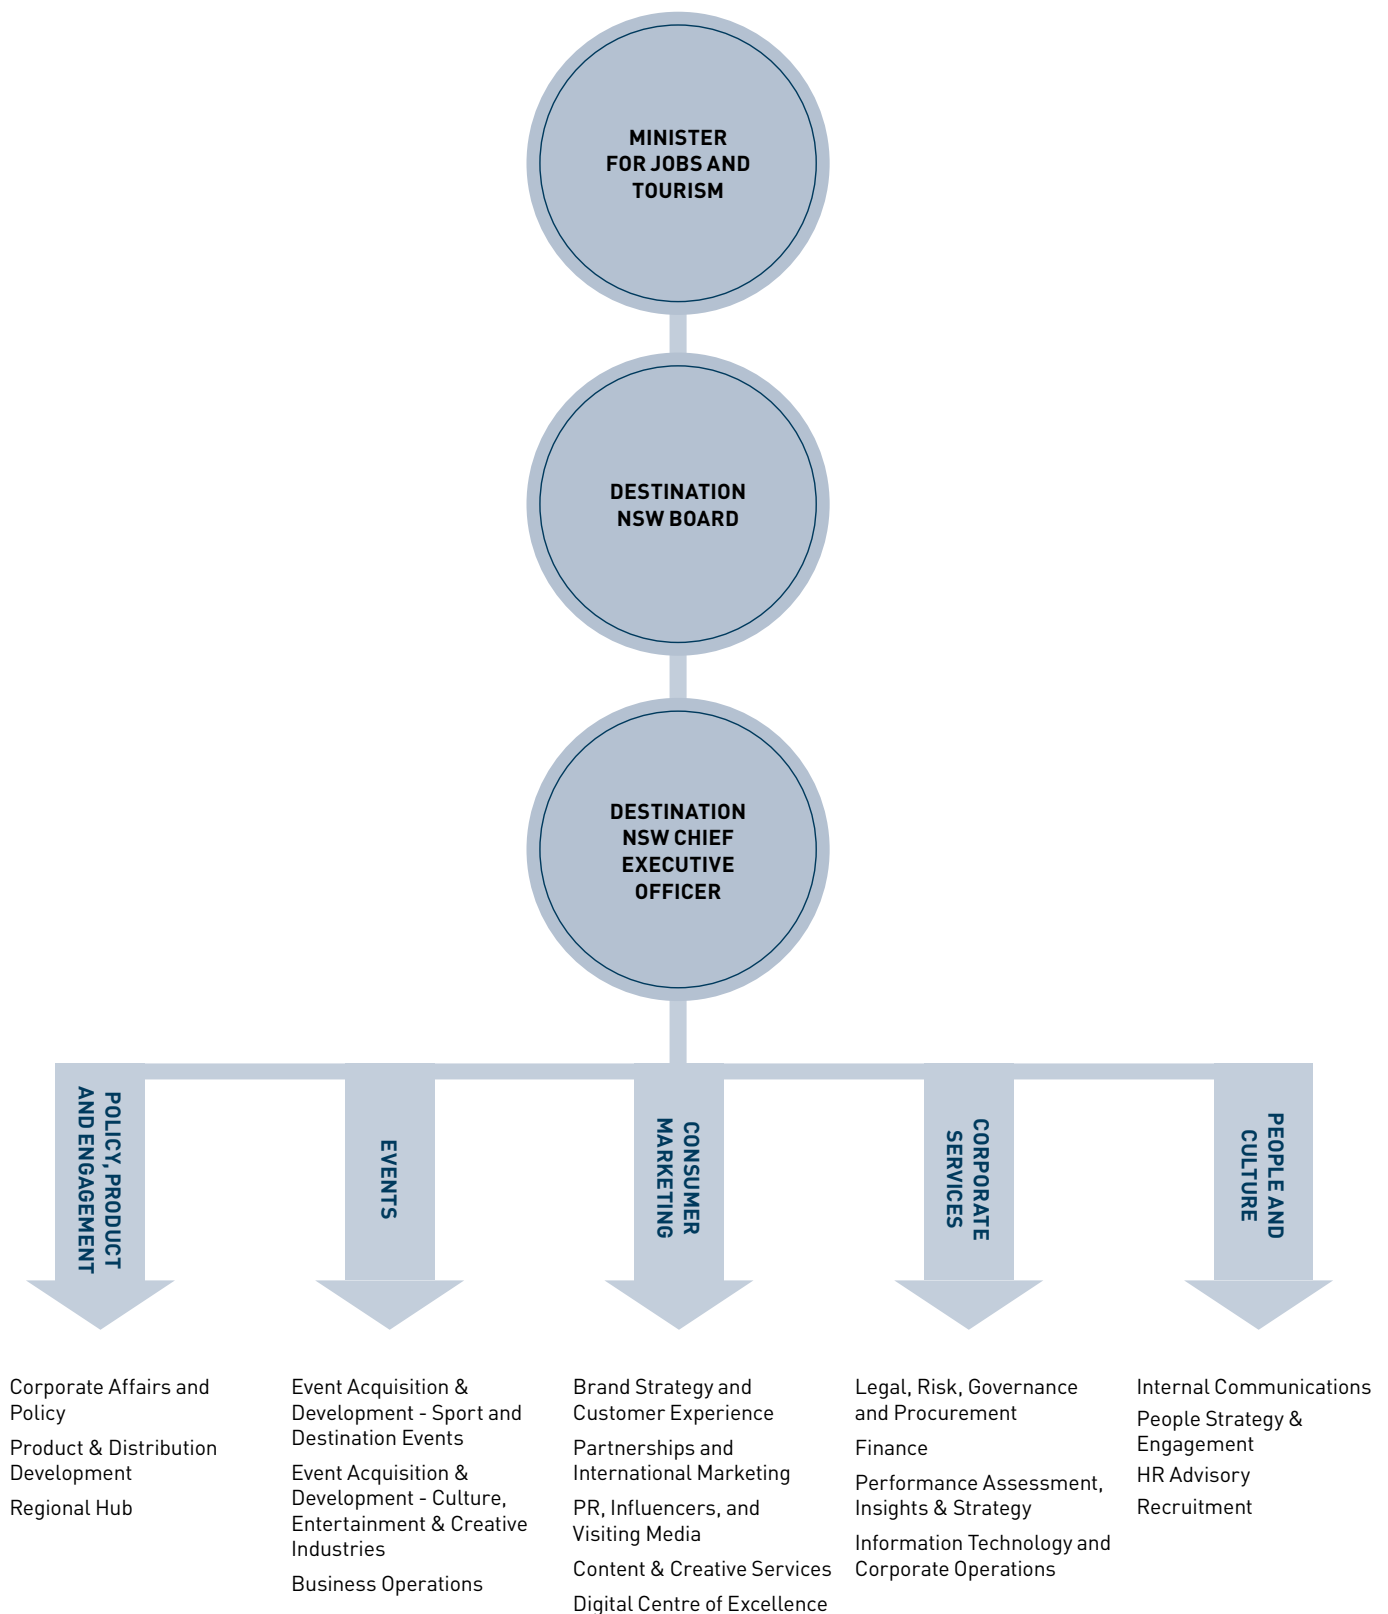 MINISTER
FOR JOBS AND
TOURISM
DESTINATION
NSW BOARD
DESTINATION
NSW CHIEF
EXECUTIVE
OFFICER
POLICY, PRODUCT
AND ENGAGEMENT
EVENTS
CONSUMER
MARKETING
CORPORATE
SERVICES
PEOPLE AND
CULTURE
Corporate Affairs and
Policy
Product & Distribution
Development
Regional Hub
Event Acquisition &
Development - Sport and
Destination Events
Event Acquisition &
Development - Culture,
Entertainment & Creative
Industries
Business Operations
Brand Strategy and
Customer Experience
Partnerships and
International Marketing
PR, Influencers, and
Visiting Media
Content & Creative Services
Digital Centre of Excellence
Legal, Risk, Governance
and Procurement
Finance
Performance Assessment,
Insights & Strategy
Information Technology and
Corporate Operations
Internal Communications
People Strategy &
Engagement
HR Advisory
Recruitment